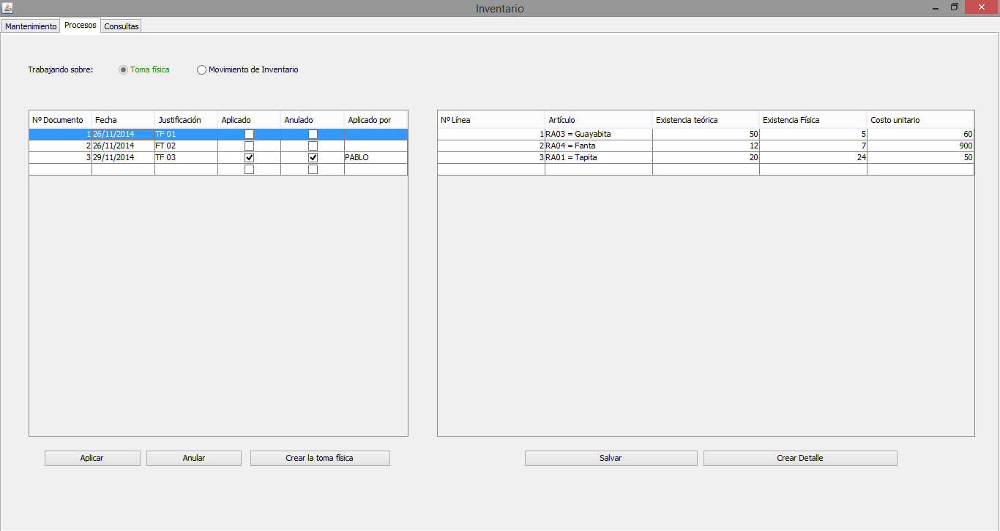 Inventario
Mantenimiento Procesos Consultas
Trabajando sobre: Toma física Movimiento de Inventario
Nº Documento Fecha Justificación Aplicado Anulado Aplicado por
1 26/11/2014 TF 01
2 26/11/2014 FT 02
3 29/11/2014 TF 03 PABLO
Nº Línea Artículo Existencia teórica Existencia Física Costo unitario
1 RA03 = Guayabita 50 5 60
2 RA04 = Fanta 12 7 900
3 RA01 = Tapita 20 24 50
Aplicar Anular Crear la toma física Salvar Crear Detalle